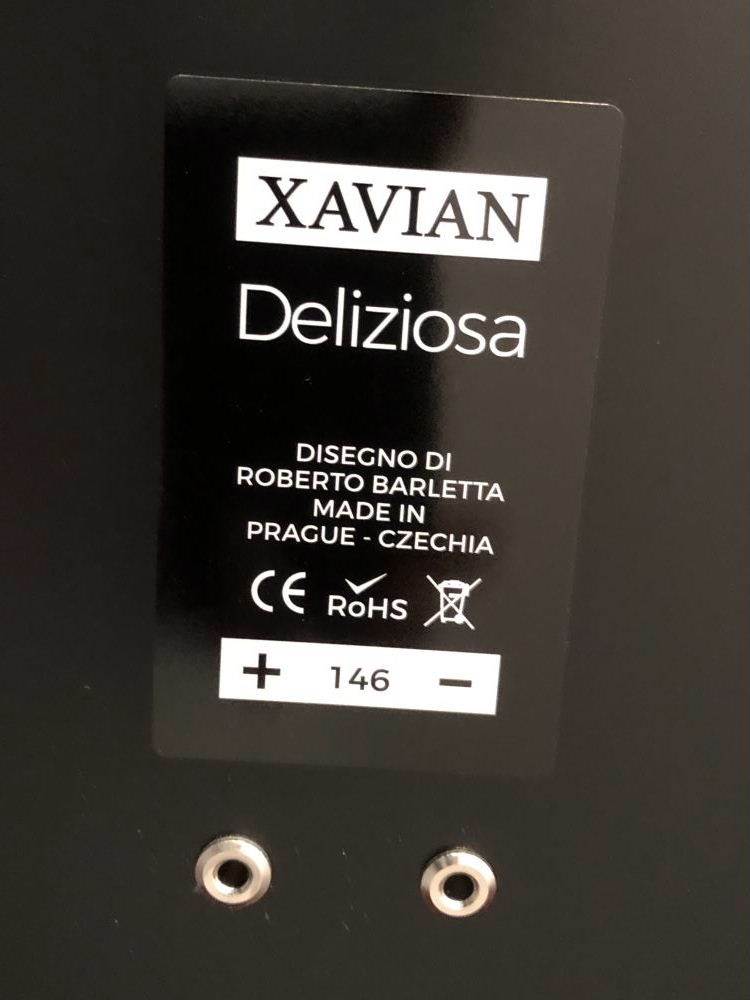 XAVIAN
Deliziosa
DISEGNO DI
ROBERTO BARLETTA
MADE IN
PRAGUE - CZECHIA
CE RoHS
+ 146 −